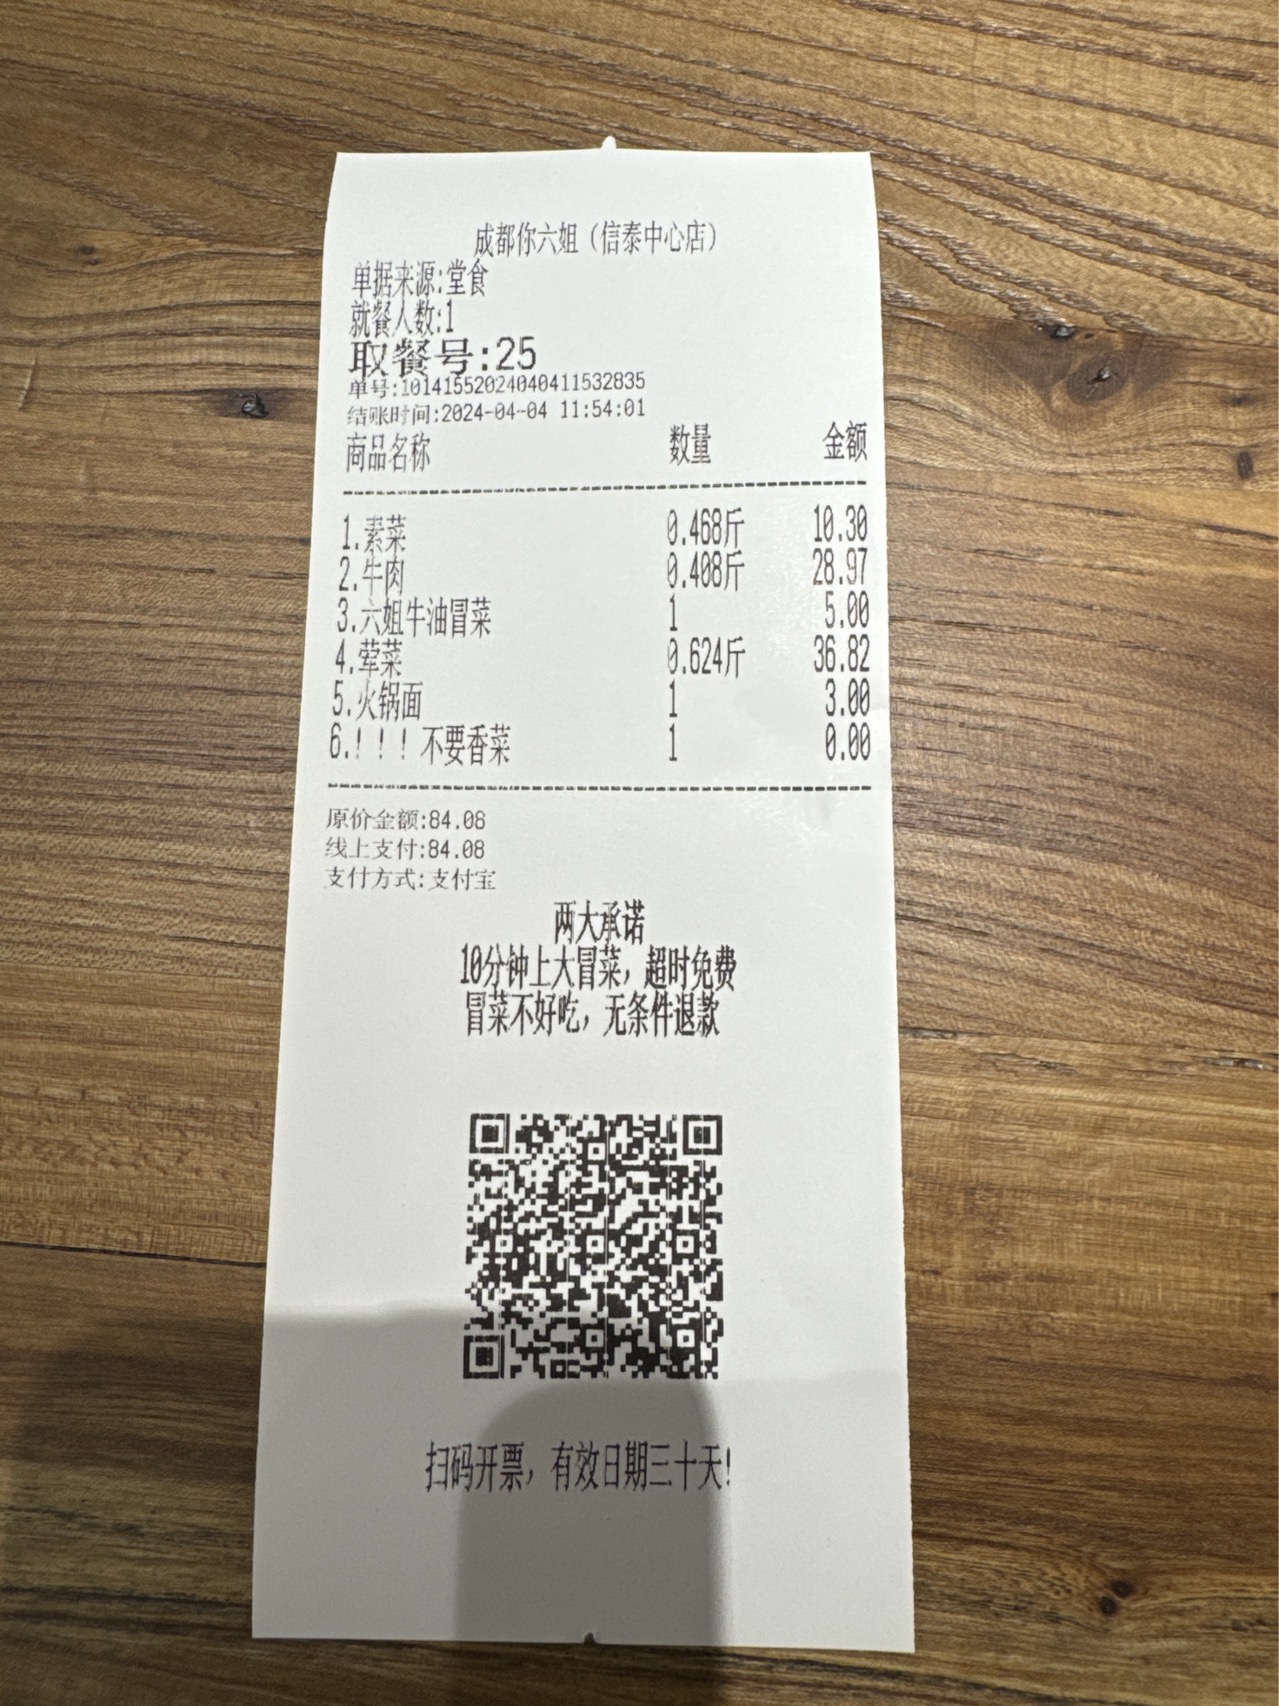 成都你六姐（信泰中心店）
单据来源:堂食
就餐人数:1
取餐号:25
单号:10141552024040411532835
结账时间:2024-04-04 11:54:01
商品名称 数量 金额
1.素菜 0.468斤 10.30
2.牛肉 0.408斤 28.97
3.六姐牛油冒菜 1 5.00
4.荤菜 0.624斤 36.82
5.火锅面 1 3.00
6.！！！不要香菜 1 0.00
原价金额:84.08
线上支付:84.08
支付方式:支付宝
两大承诺
10分钟上大冒菜，超时免费
冒菜不好吃，无条件退款
扫码开票，有效日期三十天!